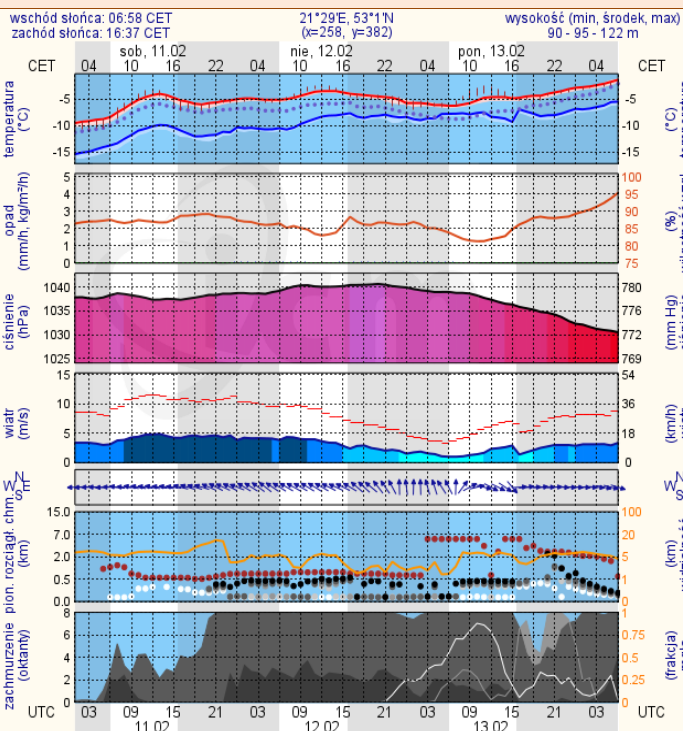 wschód słońca: 06:58 CET 21°29'E, 53°1'N wysokość (min, środek, max)
zachód słońca: 16:37 CET (x=258, y=382) 90 - 95 - 122 m
sob, 11.02 nie, 12.02 pon, 13.02
CET 04 10 16 22 04 10 16 22 04 10 16 22 04 CET
temperatura
(°C)
-5
-10
-15
-5
-10
-15
(°C)
opad
(mm/h, kg/m²/h)
5
4
3
2
1
0
100
95
90
85
80
75
(%)
ciśnienie
(hPa)
1040
1035
1030
1025
780
776
772
769
(mm Hg)
wiatr
(m/s)
15
10
5
0
54
36
18
0
(km/h)
N
W E
S
pion. rozciągł. chm.
(km)
15.0
7.0
2.0
0.5
0.0
100
20
5
1
0
(km)
zachmurzenie
(oktanty)
8
6
4
2
0
1
0.75
0.5
0.25
0
(frakcja)
UTC 03 09 15 21 03 09 15 21 03 09 15 21 03 UTC
11.02 12.02 13.02